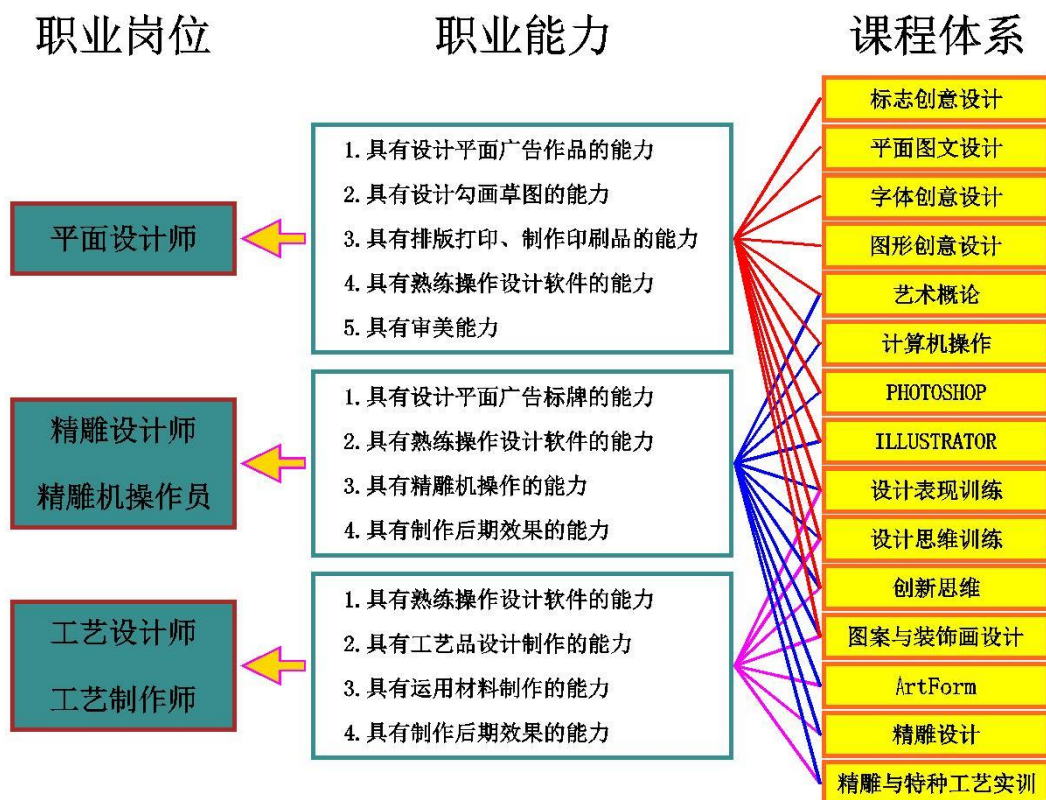 职业岗位
职业能力
课程体系
平面设计师
1. 具有设计平面广告作品的能力
2. 具有设计勾画草图的能力
3. 具有排版打印、制作印刷品的能力
4. 具有熟练操作设计软件的能力
5. 具有审美能力
精雕设计师
精雕机操作员
1. 具有设计平面广告标牌的能力
2. 具有熟练操作设计软件的能力
3. 具有精雕机操作的能力
4. 具有制作后期效果的能力
工艺设计师
工艺制作师
1. 具有熟练操作设计软件的能力
2. 具有工艺品设计制作的能力
3. 具有运用材料制作的能力
4. 具有制作后期效果的能力
标志创意设计
平面图文设计
字体创意设计
图形创意设计
艺术概论
计算机操作
PHOTOSHOP
ILLUSTRATOR
设计表现训练
设计思维训练
创新思维
图案与装饰画设计
ArtForm
精雕设计
精雕与特种工艺实训